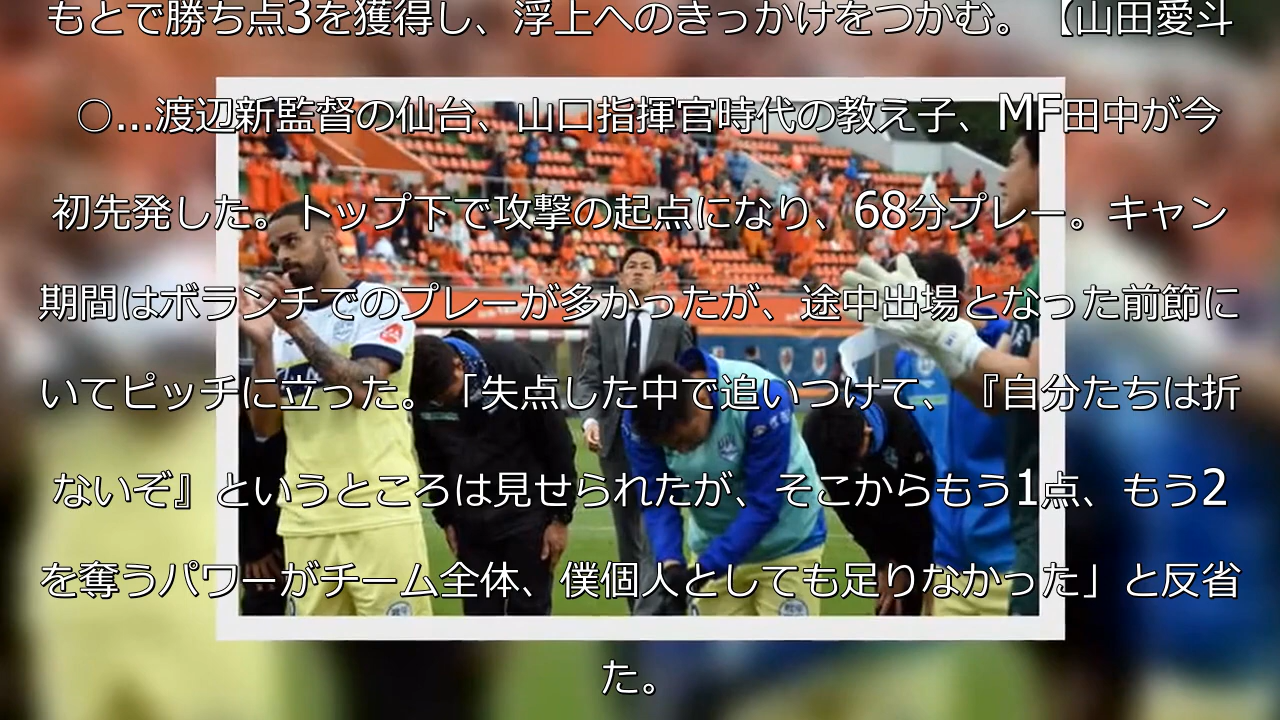 もとで勝ち点3を獲得し、浮上へのきっかけをつかむ。【山田愛斗
○…渡辺新監督の仙台、山口指揮官時代の教え子、MF田中が今
初先発した。トップ下で攻撃の起点になり、68分プレー。キャン
期間はボランチでのプレーが多かったが、途中出場となった前節に
いてピッチに立った。「失点した中で追いつけて、『自分たちは折
ないぞ』というところは見せられたが、そこからもう1点、もう2
を奪うパワーがチーム全体、僕個人としても足りなかった」と反省
た。